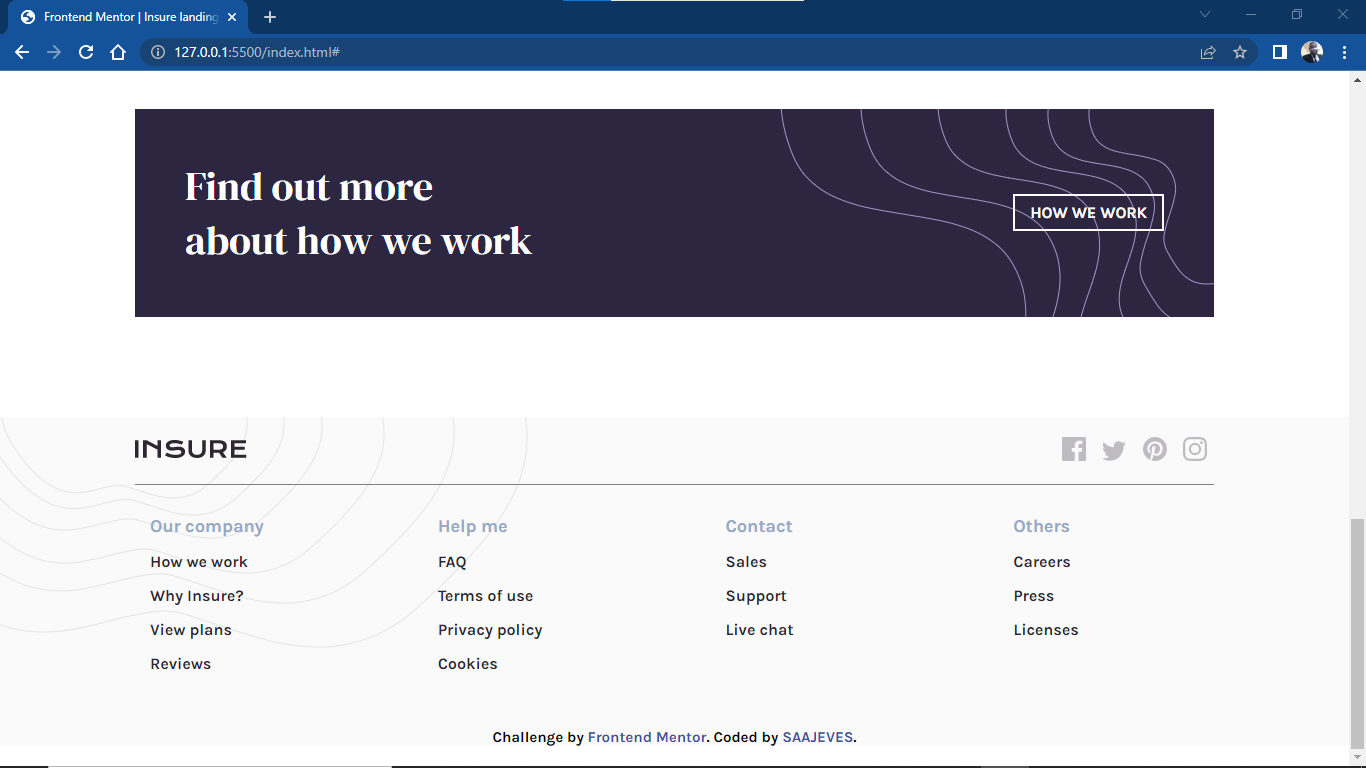 Frontend Mentor | Insure landing
127.0.0.1:5500/index.html#
Find out more
about how we work
HOW WE WORK
INSURE
Our company
How we work
Why Insure?
View plans
Reviews
Help me
FAQ
Terms of use
Privacy policy
Cookies
Contact
Sales
Support
Live chat
Others
Careers
Press
Licenses
Challenge by Frontend Mentor. Coded by SAAJEVES.